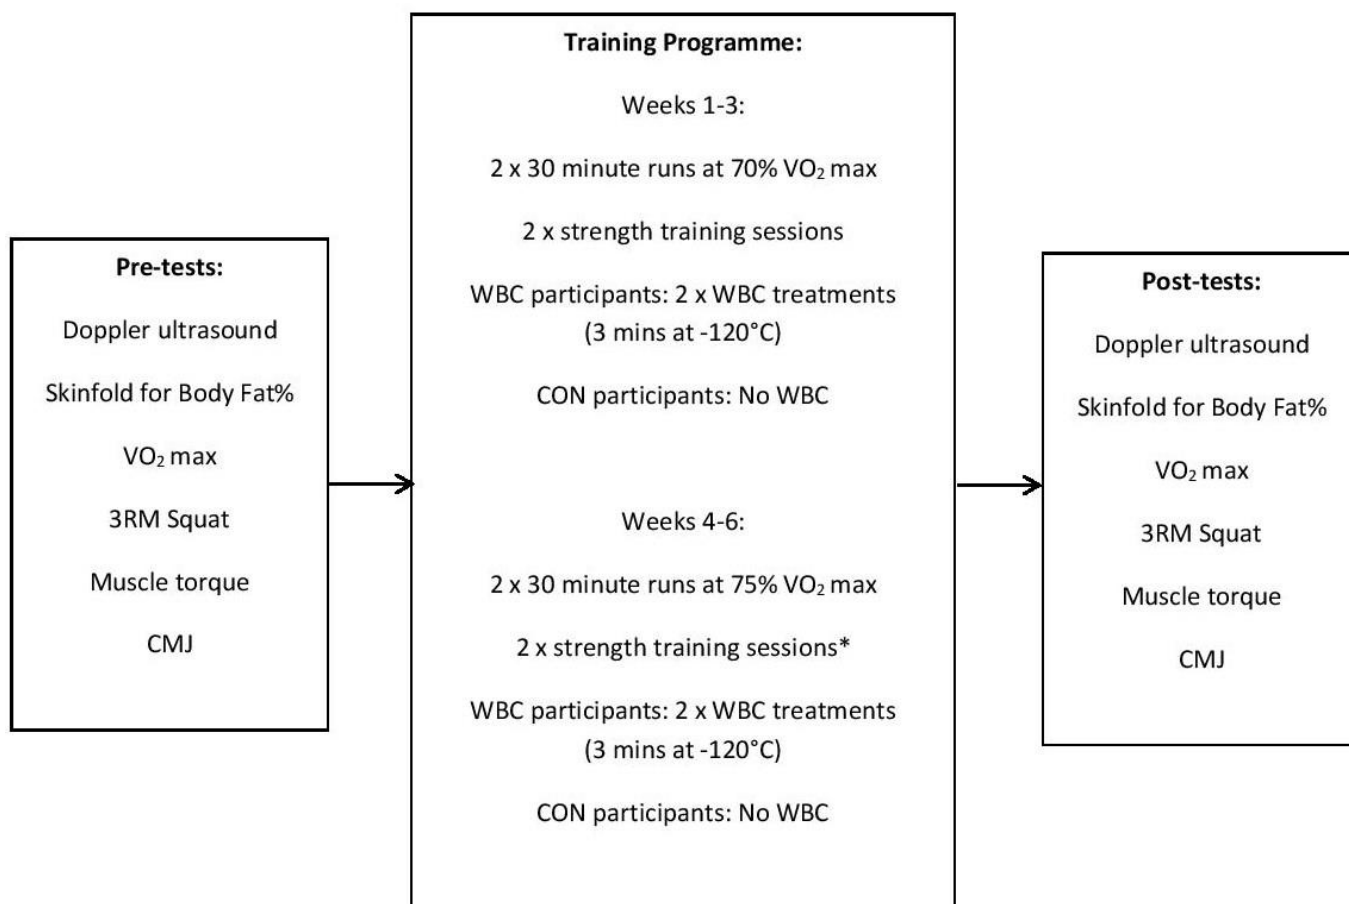 Pre-tests:
Doppler ultrasound
Skinfold for Body Fat%
VO₂ max
3RM Squat
Muscle torque
CMJ
Training Programme:
Weeks 1-3:
2 x 30 minute runs at 70% VO₂ max
2 x strength training sessions
WBC participants: 2 x WBC treatments
(3 mins at -120°C)
CON participants: No WBC
Weeks 4-6:
2 x 30 minute runs at 75% VO₂ max
2 x strength training sessions*
WBC participants: 2 x WBC treatments
(3 mins at -120°C)
CON participants: No WBC
Post-tests:
Doppler ultrasound
Skinfold for Body Fat%
VO₂ max
3RM Squat
Muscle torque
CMJ